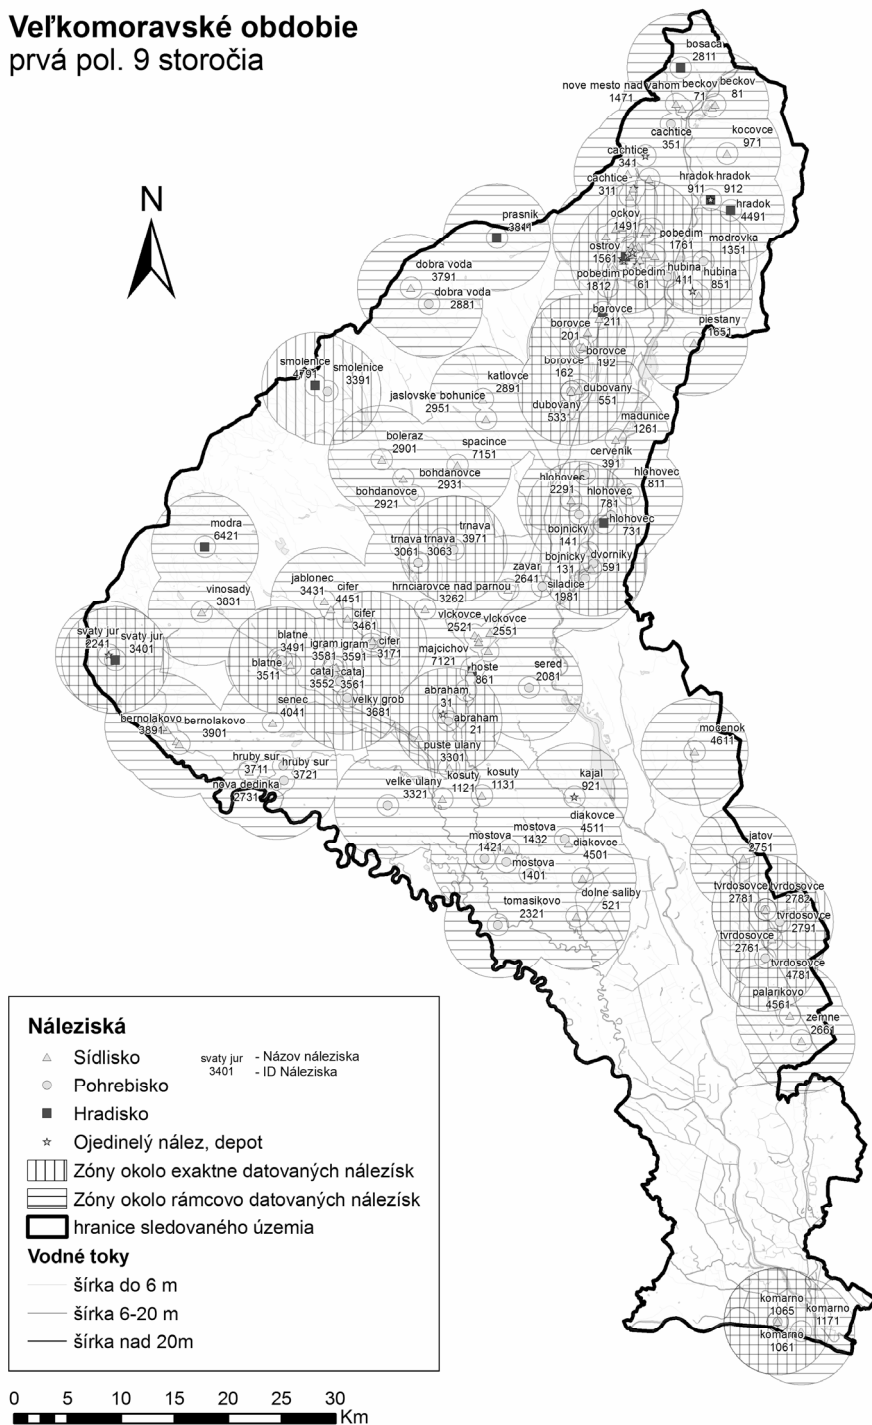 Veľkomoravské obdobie
prvá pol. 9 storočia
N
bosaca
2811
nove mesto nad vahom
1471
beckov
71
beckov
81
cachtice
351
kocovce
971
cachtice
341
cachtice
311
hradok
911
hradok
912
hradok
4491
prasnik
3841
ockov
1491
pobedim
1761
modrovka
1351
ostrov
1561
pobedim
1812
pobedim
61
hubina
411
hubina
851
dobra voda
3791
dobra voda
2881
borovce
211
borovce
201
piestany
1651
borovce
192
borovce
162
smolenice
4791
smolenice
3391
katlovce
2891
jaslovske bohunice
2951
dubovany
551
dubovany
533
madunice
1261
boleraz
2901
spacince
7151
cervenik
391
bohdanovce
2931
bohdanovce
2921
hlohovec
2291
hlohovec
811
hlohovec
781
hlohovec
731
modra
6421
trnava
3971
trnava
3061
trnava
3063
bojnicky
141
bojnicky
131
dvorniky
591
zavar
2641
siladice
1981
jablonec
3431
cifer
4451
hrnciarovce nad parnou
3262
vinosady
3831
cifer
3461
vlckovce
2521
vlckovce
2551
svaty jur
2241
svaty jur
3401
blatne
3491
blatne
3511
igram
3581
igram
3591
cifer
3171
majcichov
7121
hoste
861
sered
2081
cataj
3552
cataj
3561
velky grob
3681
abraham
31
abraham
21
senec
4041
bernolakovo
3891
bernolakovo
3901
puste ulany
3301
mocenok
4611
hruby sur
3711
hruby sur
3721
nova dedinka
2731
velke ulany
3321
kosuty
1121
kosuty
1131
kajal
921
mostova
1421
mostova
1432
mostova
1401
diakovce
4511
diakovce
4501
jatov
2751
tomasikovo
2321
dolne saliby
521
tvrdosovce
2781
tvrdosovce
2782
tvrdosovce
2791
tvrdosovce
2761
tvrdosovce
4781
palarikovo
4561
zemne
2661
komarno
1065
komarno
1171
komarno
1061
Náleziská
Sídlisko
svaty jur - Názov náleziska
3401 - ID Náleziska
Pohrebisko
Hradisko
Ojedinelý nález, depot
Zóny okolo exaktne datovaných nálezísk
Zóny okolo rámcovo datovaných nálezísk
hranice sledovaného územia
Vodné toky
šírka do 6 m
šírka 6-20 m
šírka nad 20m
0 5 10 15 20 25 30
Km